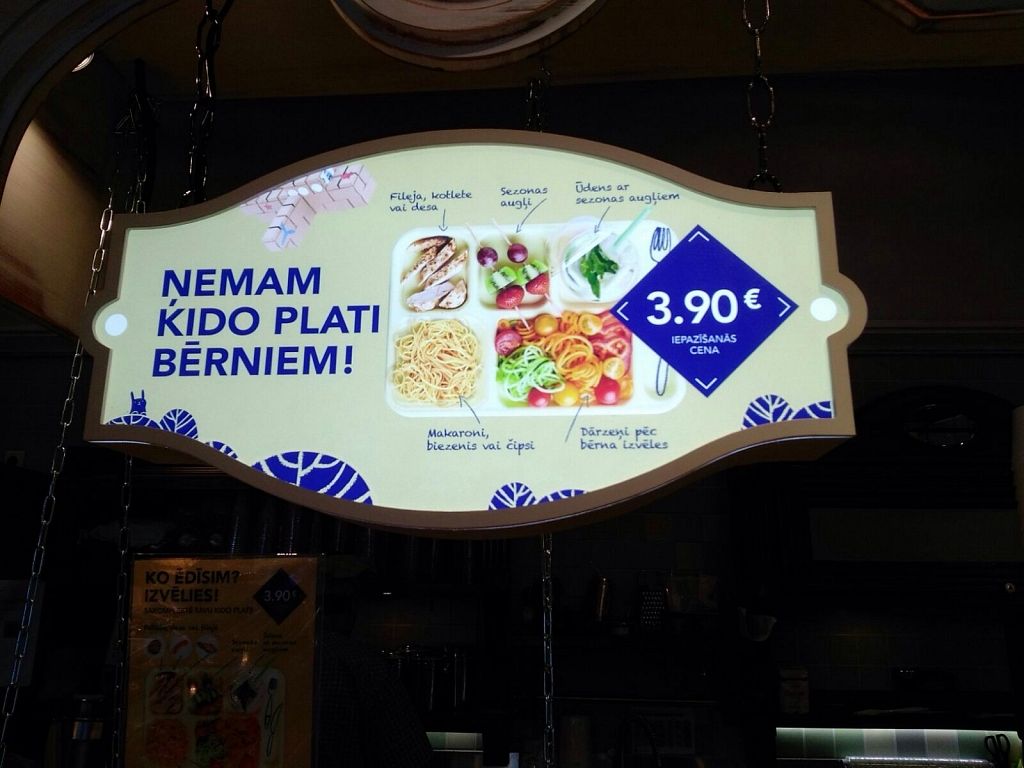 Fileja, kotlete
vai desa
Sezonas
augļi
Ūdens ar
sezonas augļiem
ŅEMAM
ĶIDO PLATI
BĒRNIEM!
3.90 €
IEPAZĪŠANĀS
CENA
Makaroni,
biezenis vai čipsi
Dārzeņi pēc
bērna izvēles
KO ĒDĪSIM?
IZVĒLIES!
3.90€